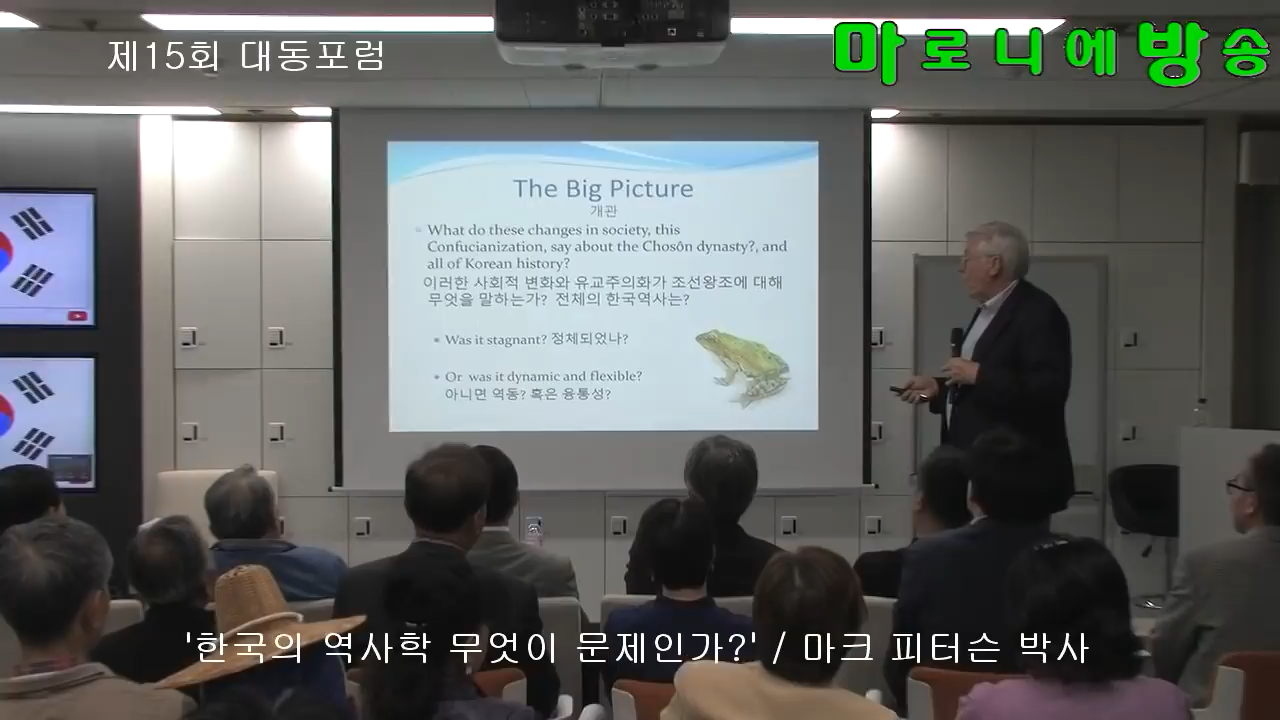 제15회 대동포럼
마로니에방송
The Big Picture
개관
What do these changes in society, this
Confucianization, say about the Chosôn dynasty?, and
all of Korean history?
이러한 사회적 변화와 유교주의화가 조선왕조에 대해
무엇을 말하는가? 전체의 한국역사는?
Was it stagnant? 정체되었나?
Or was it dynamic and flexible?
아니면 역동? 혹은 융통성?
'한국의 역사학 무엇이 문제인가?' / 마크 피터슨 박사